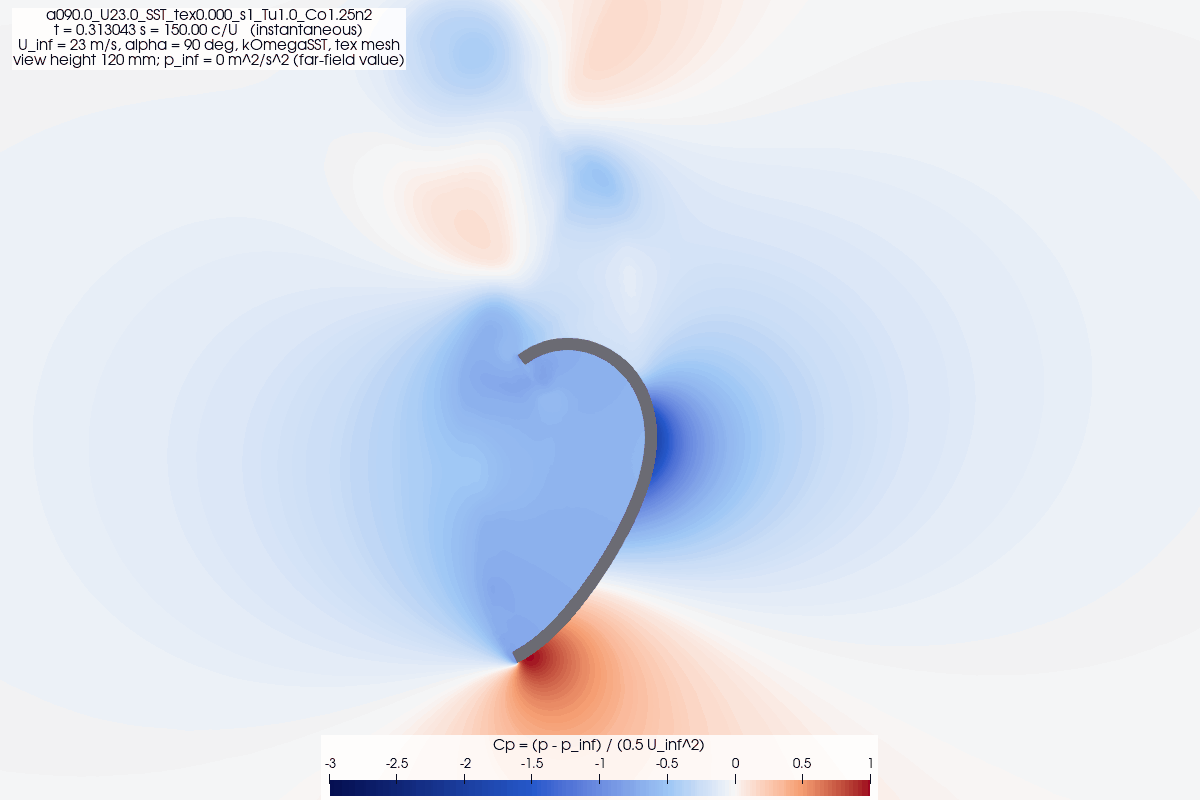 a090.0_U23.0_SST_tex0.000_s1_Tu1.0_Co1.25n2
t = 0.313043 s = 150.00 c/U (instantaneous)
U_inf = 23 m/s, alpha = 90 deg, kOmegaSST, tex mesh
view height 120 mm; p_inf = 0 m^2/s^2 (far-field value)
Cp = (p - p_inf) / (0.5 U_inf^2)
-3 -2.5 -2 -1.5 -1 -0.5 0 0.5 1